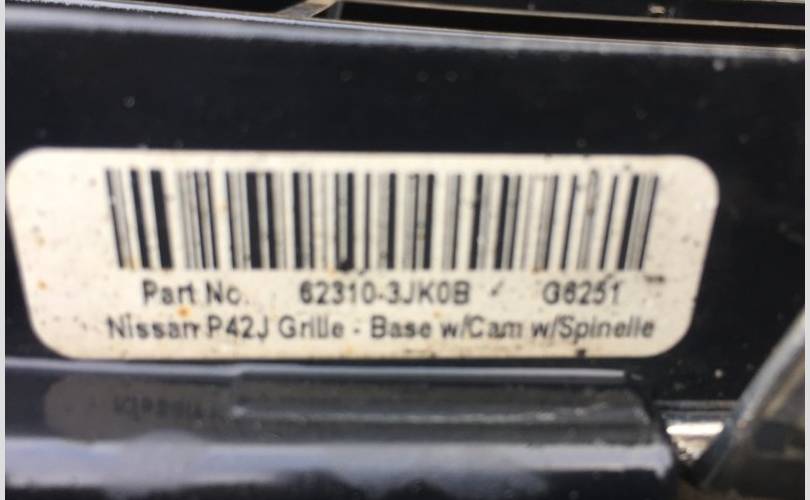 Part No. 62310-3JK0B G6251
Nissan P42J Grille - Base w/Cam w/Spinelle